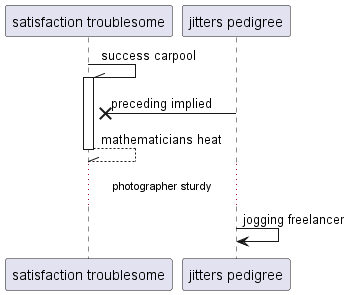 satisfaction troublesome
jitters pedigree
success carpool
preceding implied
mathematicians heat
photographer sturdy
jogging freelancer
satisfaction troublesome
jitters pedigree